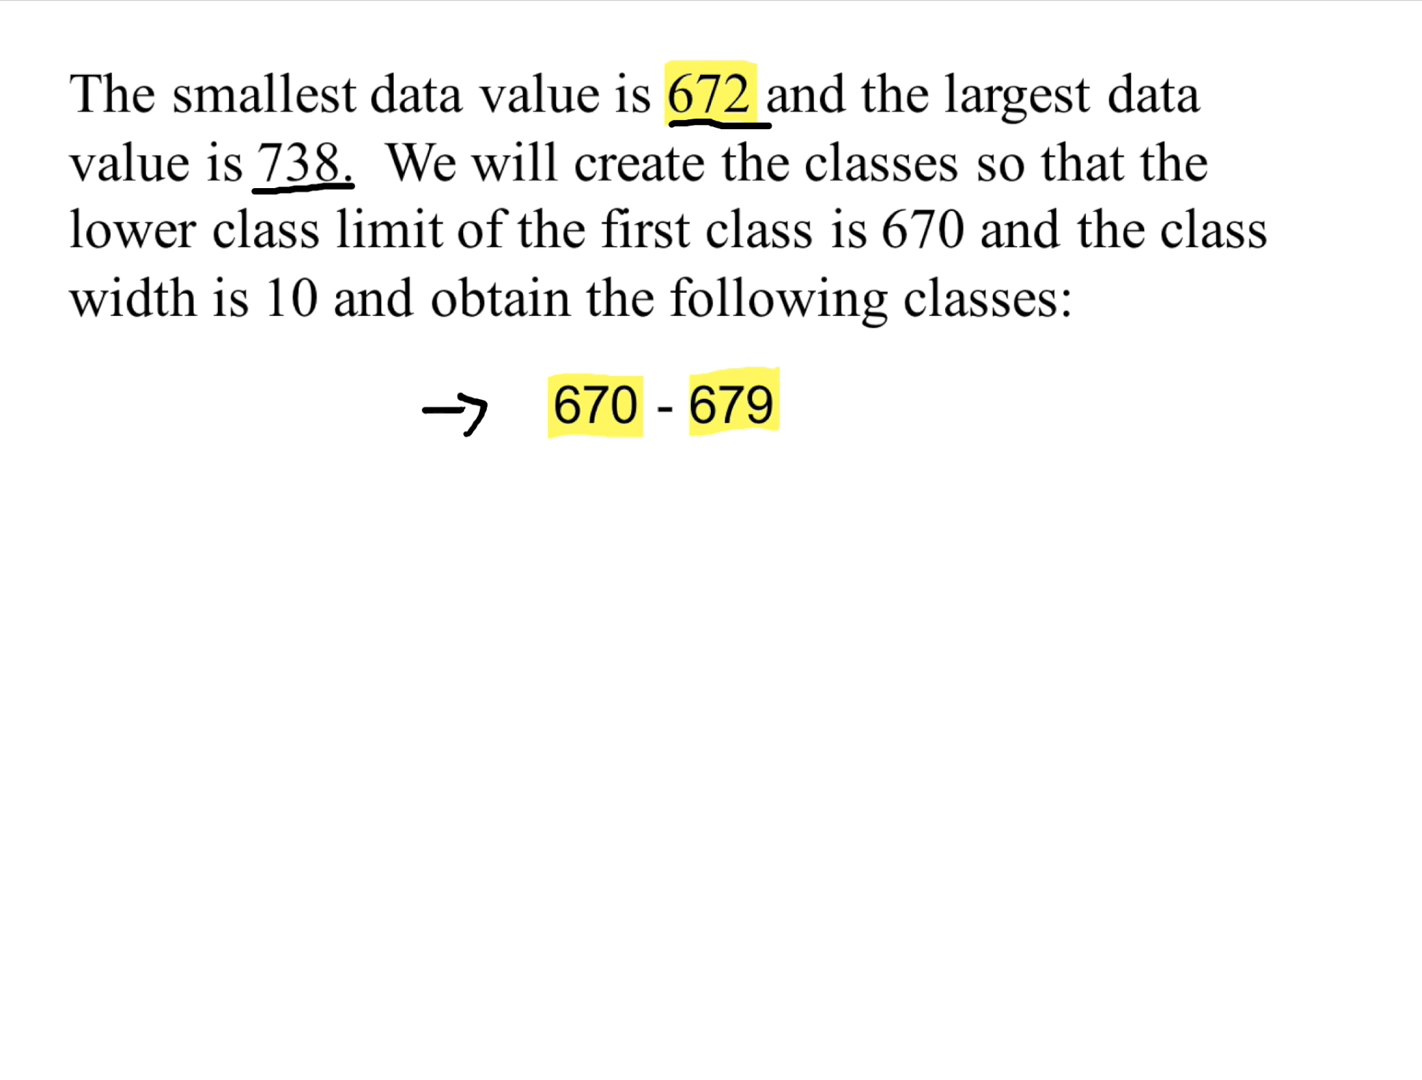 The smallest data value is 672 and the largest data
value is 738. We will create the classes so that the
lower class limit of the first class is 670 and the class
width is 10 and obtain the following classes:
→ 670 - 679